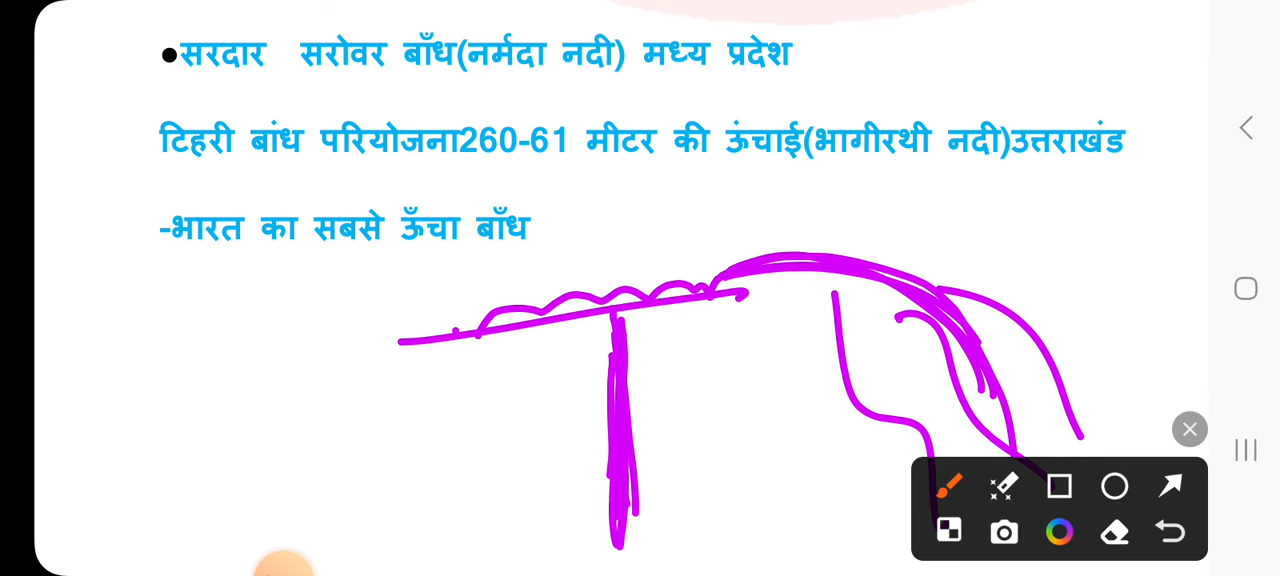 ●सरदार सरोवर बाँध(नर्मदा नदी) मध्य प्रदेश
टिहरी बांध परियोजना260-61 मीटर की ऊंचाई(भागीरथी नदी)उत्तराखंड
-भारत का सबसे ऊँचा बाँध